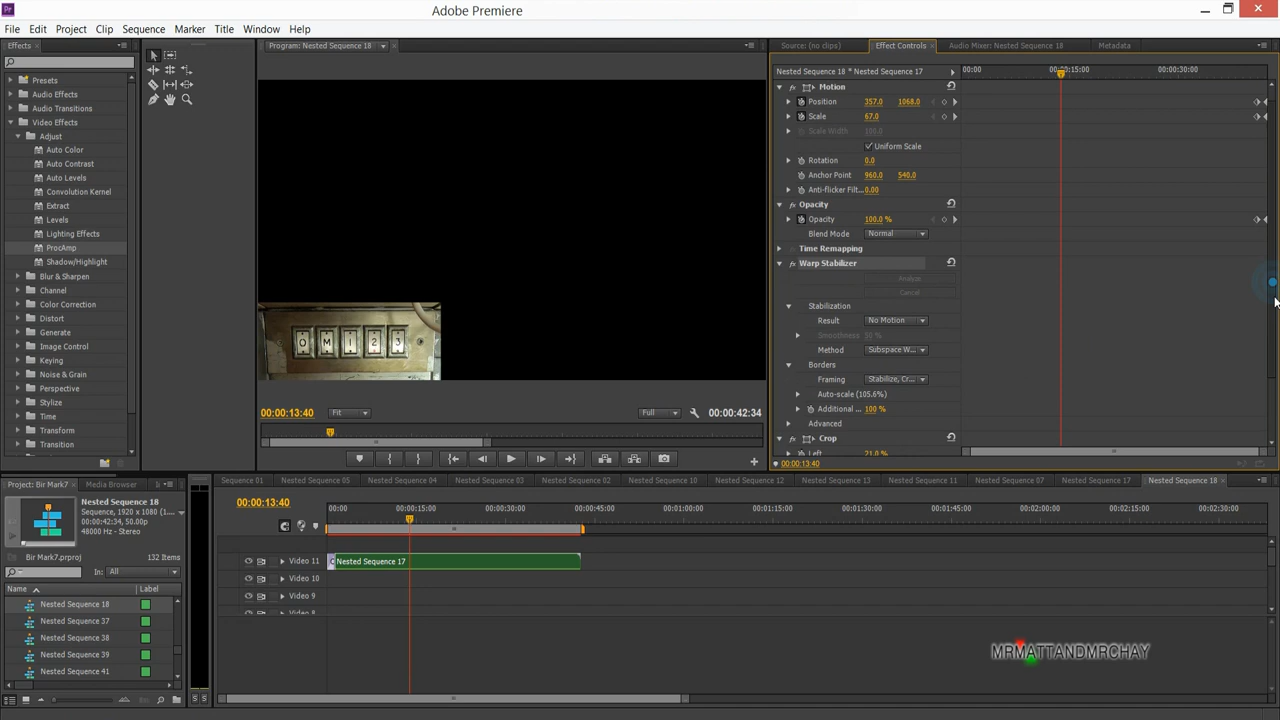 Adobe Premiere
File Edit Project Clip Sequence Marker Title Window Help
Effects
Presets
Audio Effects
Audio Transitions
Video Effects
Adjust
Auto Color
Auto Contrast
Auto Levels
Convolution Kernel
Extract
Levels
Lighting Effects
ProcAmp
Shadow/Highlight
Blur & Sharpen
Channel
Color Correction
Distort
Generate
Image Control
Keying
Noise & Grain
Perspective
Stylize
Time
Transform
Transition
Program: Nested Sequence 18
O M 1 2 3
00:00:13:40 Fit Full 00:00:42:34
Source: (no clips) Effect Controls Audio Mixer: Nested Sequence 18 Metadata
Nested Sequence 18 * Nested Sequence 17 00:00 00:00:15:00 00:00:30:00
Motion
Position 357.0 1068.0
Scale 67.0
Scale Width 100.0
Uniform Scale
Rotation 0.0
Anchor Point 960.0 540.0
Anti-flicker Filt... 0.00
Opacity
Opacity 100.0 %
Blend Mode Normal
Time Remapping
Warp Stabilizer
Analyze
Cancel
Stabilization
Result No Motion
Smoothness 50 %
Method Subspace W...
Borders
Framing Stabilize, Cr...
Auto-scale (105.6%)
Additional ... 100 %
Advanced
Crop
Left 21.0 %
00:00:13:40
Project: Bir Mark7 Media Browser
Nested Sequence 18
Sequence, 1920 x 1080 (1....
00:00:42:34, 50.00p
48000 Hz - Stereo
Bir Mark7.prproj 132 Items
In: All
Name Label
Nested Sequence 18
Nested Sequence 37
Nested Sequence 38
Nested Sequence 39
Nested Sequence 41
Sequence 01 Nested Sequence 05 Nested Sequence 04 Nested Sequence 03 Nested Sequence 02 Nested Sequence 10 Nested Sequence 12 Nested Sequence 13 Nested Sequence 11 Nested Sequence 07 Nested Sequence 17 Nested Sequence 18
00:00:13:40 00:00 00:00:15:00 00:00:30:00 00:00:45:00 00:01:00:00 00:01:15:00 00:01:30:00 00:01:45:00 00:02:00:00 00:02:15:00 00:02:30:00
Video 11 Nested Sequence 17
Video 10
Video 9
Video 8
MRMATTANDMRCHAY